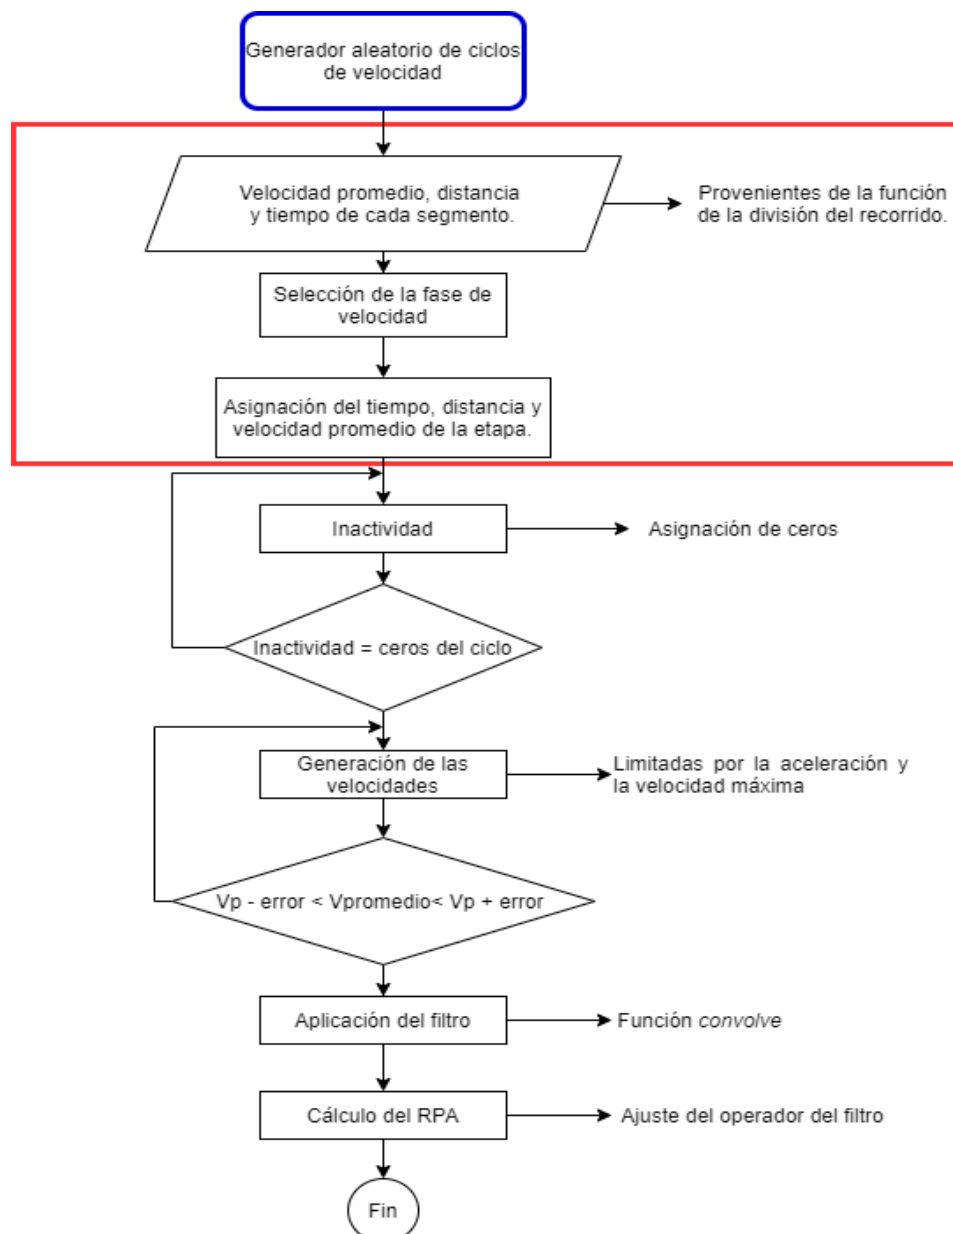 Generador aleatorio de ciclos
de velocidad
Velocidad promedio, distancia
y tiempo de cada segmento.
Provenientes de la función
de la división del recorrido.
Selección de la fase de
velocidad
Asignación del tiempo, distancia y
velocidad promedio de la etapa.
Inactividad
Asignación de ceros
Inactividad = ceros del ciclo
Generación de las
velocidades
Limitadas por la aceleración y
la velocidad máxima
Vp - error < Vpromedio< Vp + error
Aplicación del filtro
Función convolve
Cálculo del RPA
Ajuste del operador del filtro
Fin